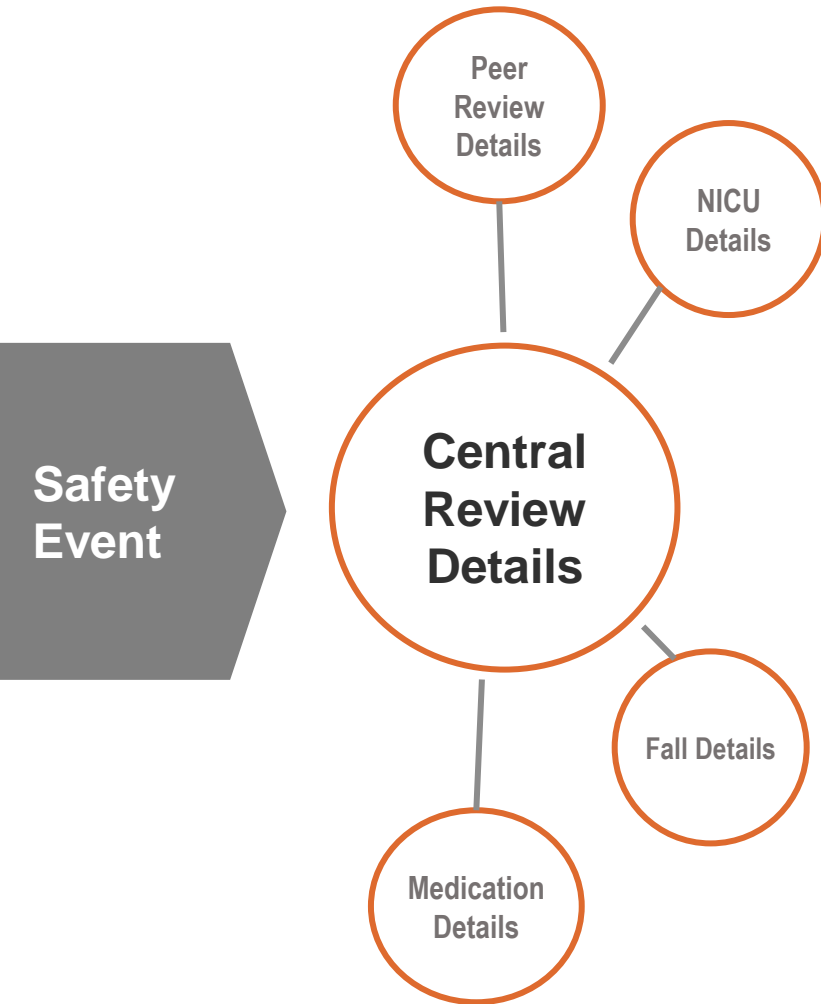 Peer
Review
Details
NICU
Details
Safety
Event
Central
Review
Details
Fall Details
Medication
Details